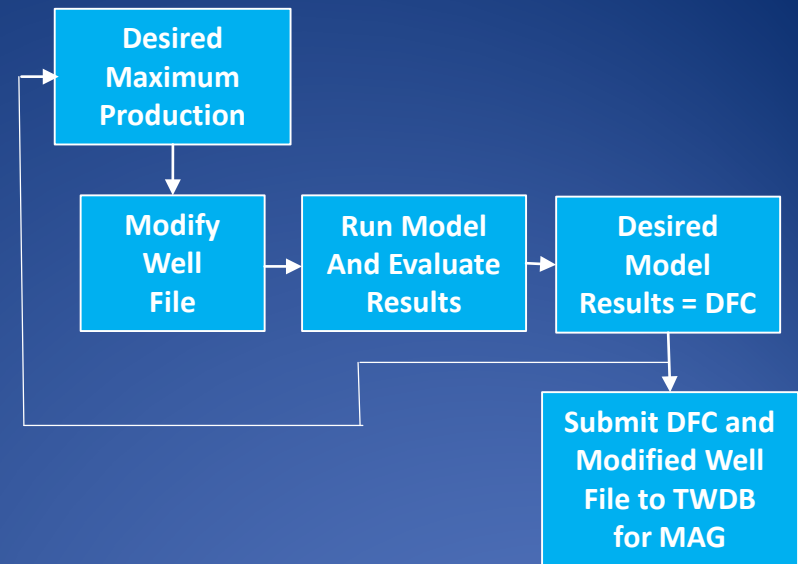 Desired
Maximum
Production
Modify
Well
File
Run Model
And Evaluate
Results
Desired
Model
Results = DFC
Submit DFC and
Modified Well
File to TWDB
for MAG